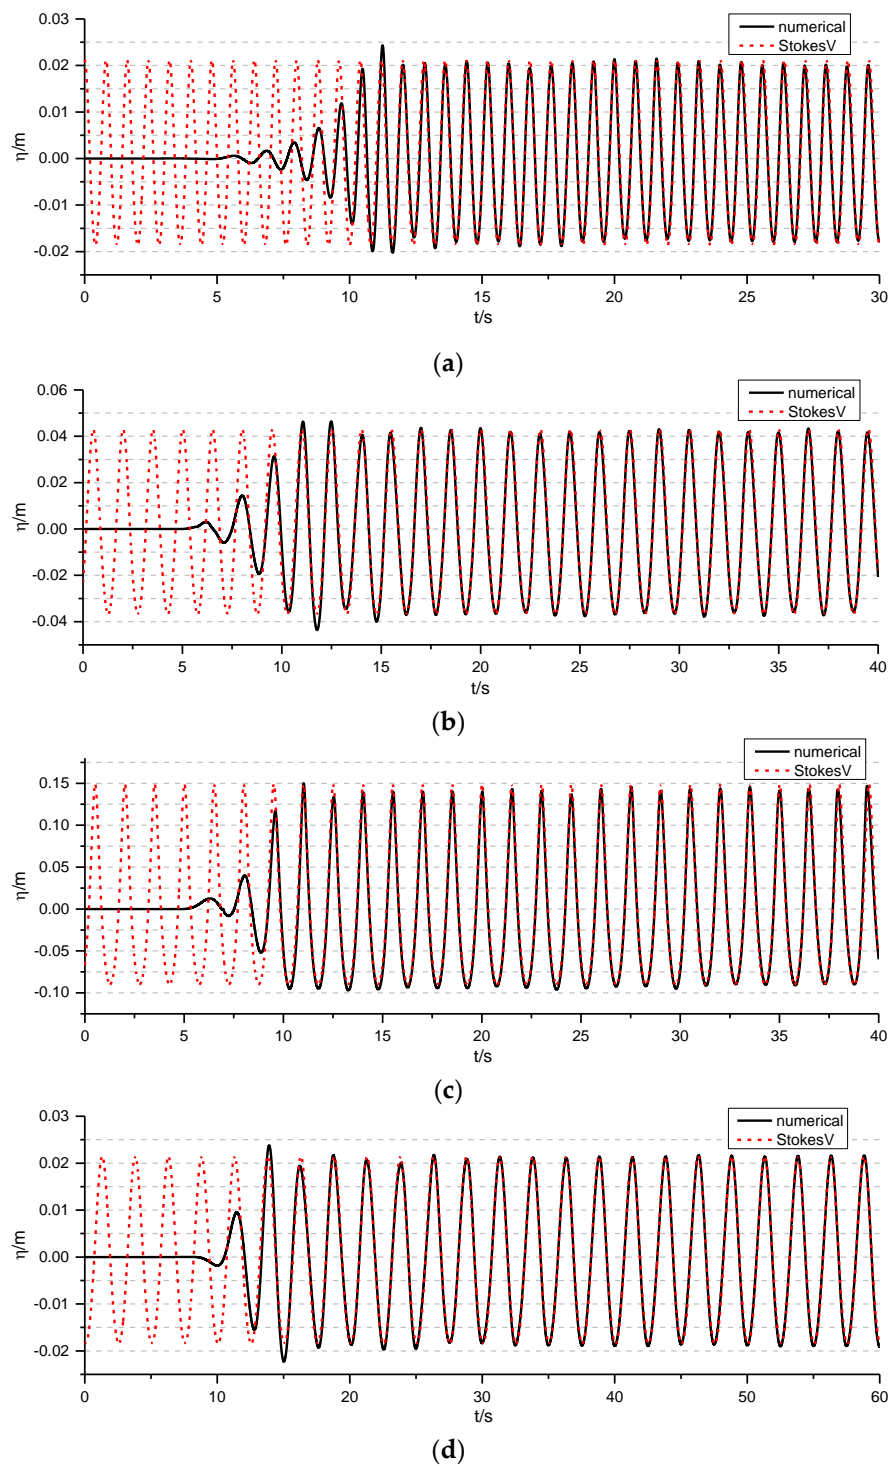 0.03
numerical
StokesV
0.02
0.01
η/m
0.00
-0.01
-0.02
0 5 10 15 20 25 30
t/s
(a)
0.06
numerical
StokesV
0.04
0.02
η/m
0.00
-0.02
-0.04
0 5 10 15 20 25 30 35 40
t/s
(b)
numerical
StokesV
0.15
0.10
0.05
η/m
0.00
-0.05
-0.10
0 5 10 15 20 25 30 35 40
t/s
(c)
0.03
numerical
StokesV
0.02
0.01
η/m
0.00
-0.01
-0.02
0 10 20 30 40 50 60
t/s
(d)